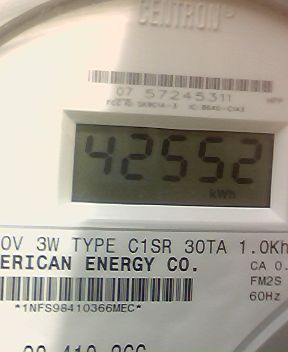 CENTRON
07 57245311
42552
kWh
0V 3W TYPE C1SR 30TA 1.0Kh
ERICAN ENERGY CO.
CA 0.
FM2S
60Hz
*1NFS98410366MEC*